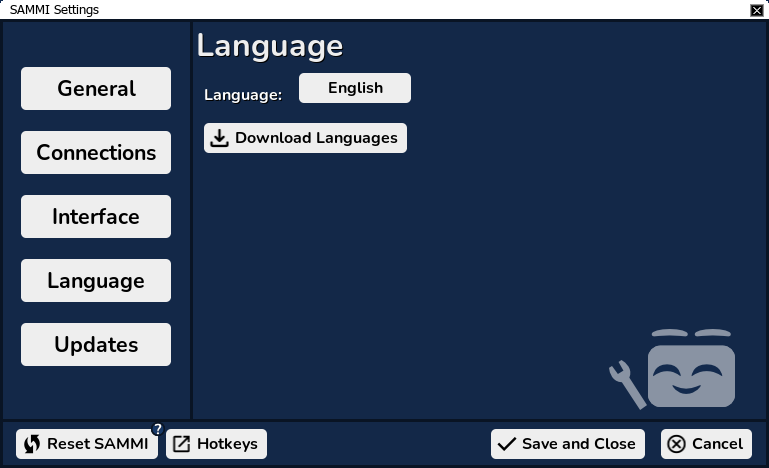 SAMMI Settings
Language
General
Language:
English
Download Languages
Connections
Interface
Language
Updates
Reset SAMMI
?
Hotkeys
Save and Close
Cancel